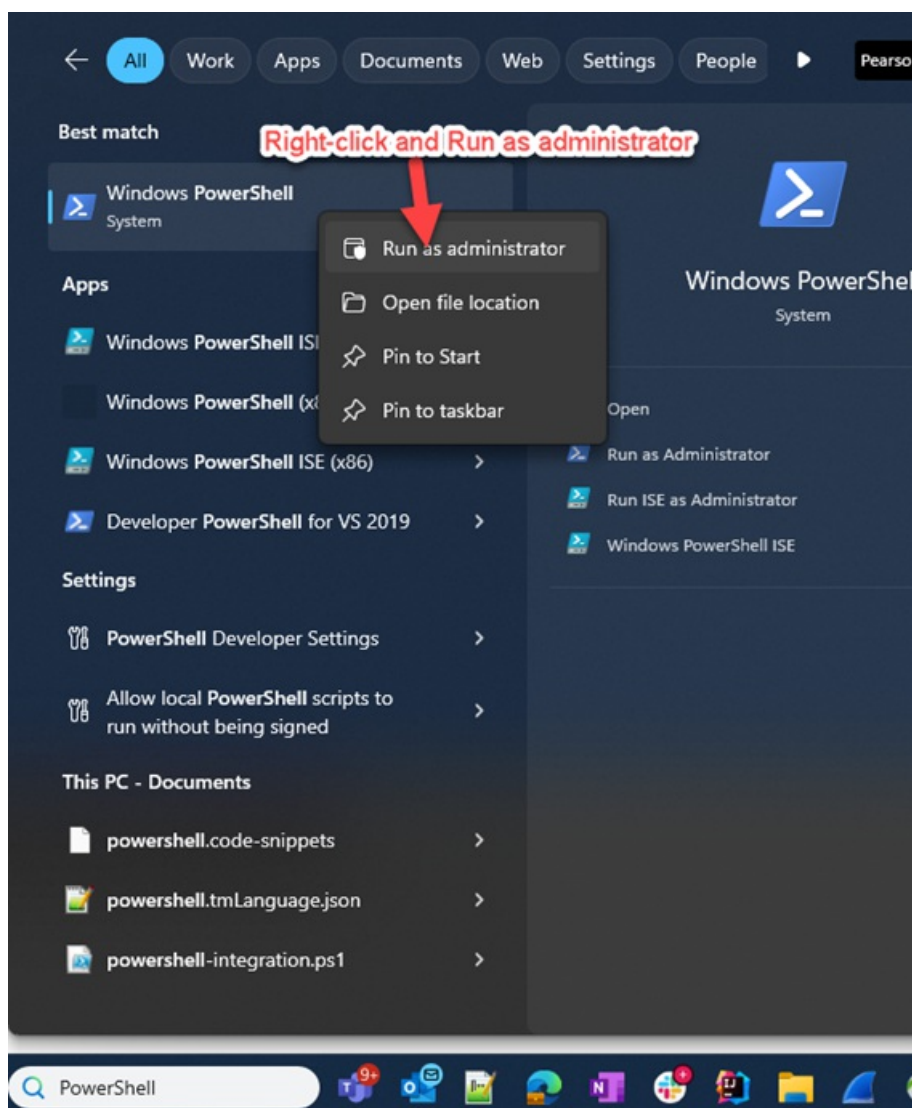 All Work Apps Documents Web Settings People Pearso
Best match
Right-click and Run as administrator
Windows PowerShell
System
Run as administrator
Open file location
Pin to Start
Pin to taskbar
Apps
Windows PowerShell ISE
Windows PowerShell (x8
Windows PowerShell ISE (x86)
Developer PowerShell for VS 2019
Settings
PowerShell Developer Settings
Allow local PowerShell scripts to
run without being signed
This PC - Documents
powershell.code-snippets
powershell.tmLanguage.json
powershell-integration.ps1
Windows PowerShel
System
Open
Run as Administrator
Run ISE as Administrator
Windows PowerShell ISE
PowerShell
9+